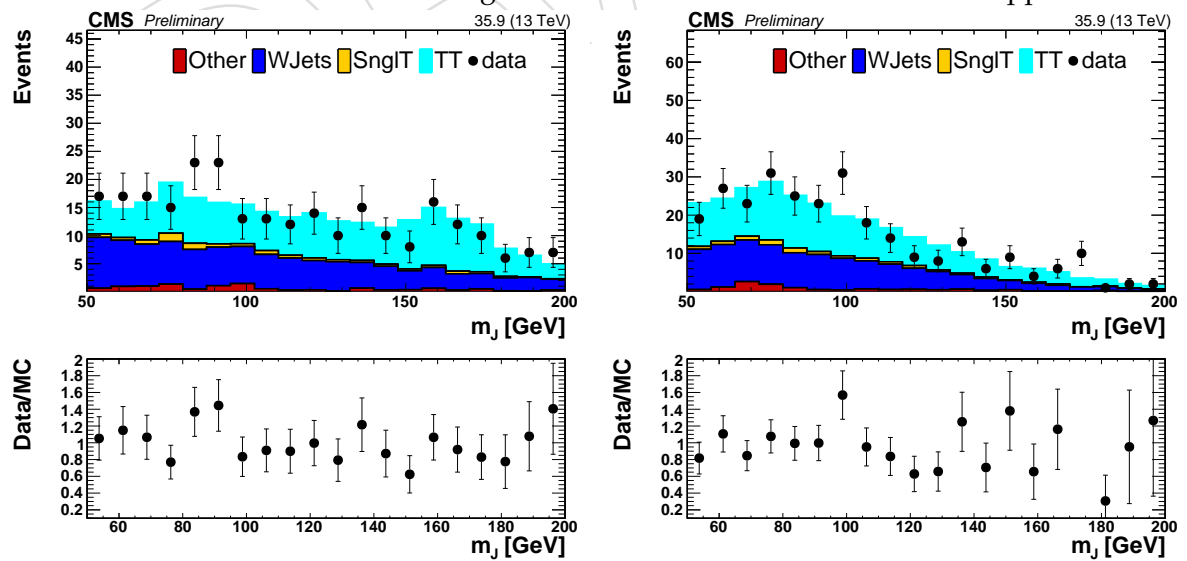 CMS Preliminary 35.9 (13 TeV)
Events
Other WJets SnglT TT data
45
40
35
30
25
20
15
10
5
50 100 150 200
m_J [GeV]
Data/MC
2
1.8
1.6
1.4
1.2
1
0.8
0.6
0.4
0.2
60 80 100 120 140 160 180 200
m_J [GeV]
CMS Preliminary 35.9 (13 TeV)
Events
Other WJets SnglT TT data
60
50
40
30
20
10
50 100 150 200
m_J [GeV]
Data/MC
2
1.8
1.6
1.4
1.2
1
0.8
0.6
0.4
0.2
60 80 100 120 140 160 180 200
m_J [GeV]